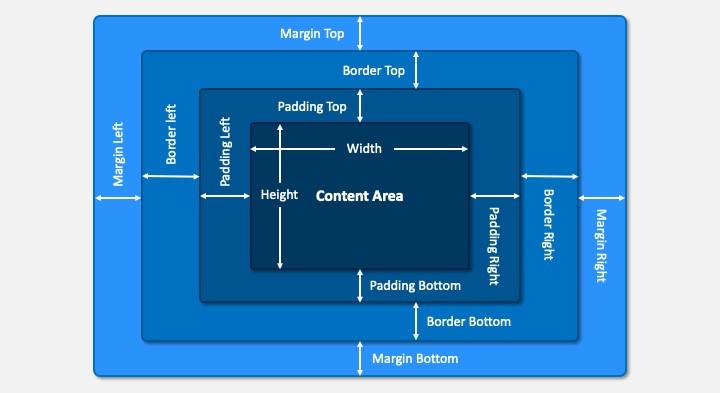 Margin Top
Border Top
Padding Top
Width
Margin Left
Border left
Padding Left
Height
Content Area
Padding Right
Border Right
Margin Right
Padding Bottom
Border Bottom
Margin Bottom